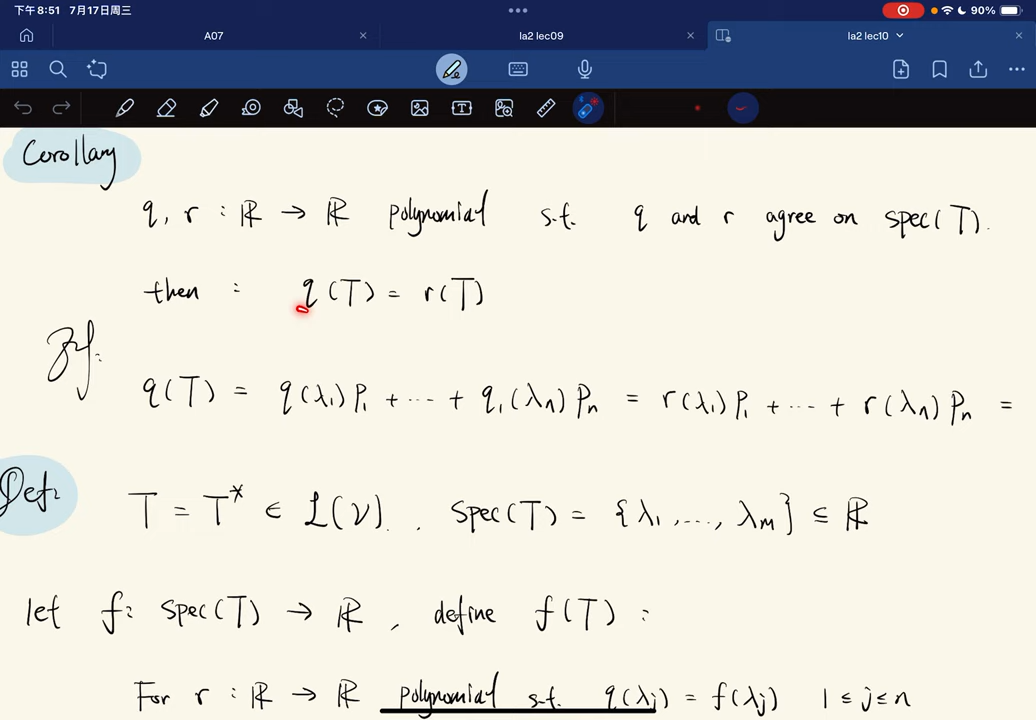 下午8:51 7月17日周三
90%
A07
la2 lec09
la2 lec10
Corollary
q, r : ℝ → ℝ polynomial s.t. q and r agree on spec(T).
then : q(T) = r(T)
Pf:
q(T) = q(λ₁)P₁ + ... + q₁(λₙ)Pₙ = r(λ₁)P₁ + ... + r(λₙ)Pₙ =
Def:
T = T* ∈ ℒ(V). , spec(T) = {λ₁, ..., λₘ} ⊆ ℝ
let f: spec(T) → ℝ , define f(T) :
For r : ℝ → ℝ polynomial s.t. q(λⱼ) = f(λⱼ) 1 ≤ j ≤ n